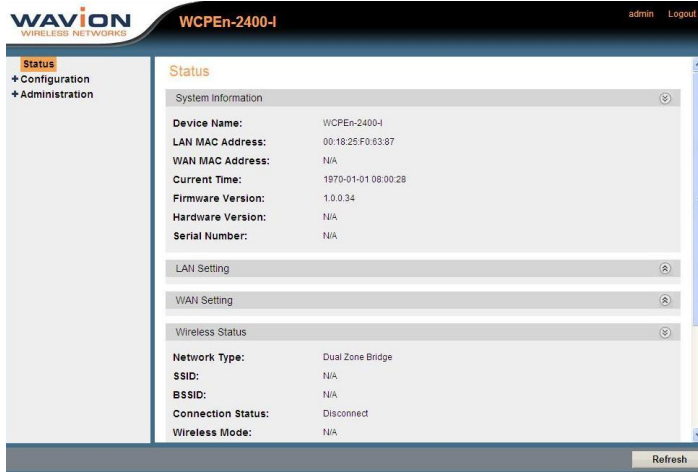 WAVION
WIRELESS NETWORKS
WCPEn-2400-I
admin Logout
Status
+ Configuration
+ Administration
Status
System Information
Device Name: WCPEn-2400-I
LAN MAC Address: 00:18:25:F0:63:87
WAN MAC Address: N/A
Current Time: 1970-01-01 08:00:28
Firmware Version: 1.0.0.34
Hardware Version: N/A
Serial Number: N/A
LAN Setting
WAN Setting
Wireless Status
Network Type: Dual Zone Bridge
SSID: N/A
BSSID: N/A
Connection Status: Disconnect
Wireless Mode: N/A
Refresh